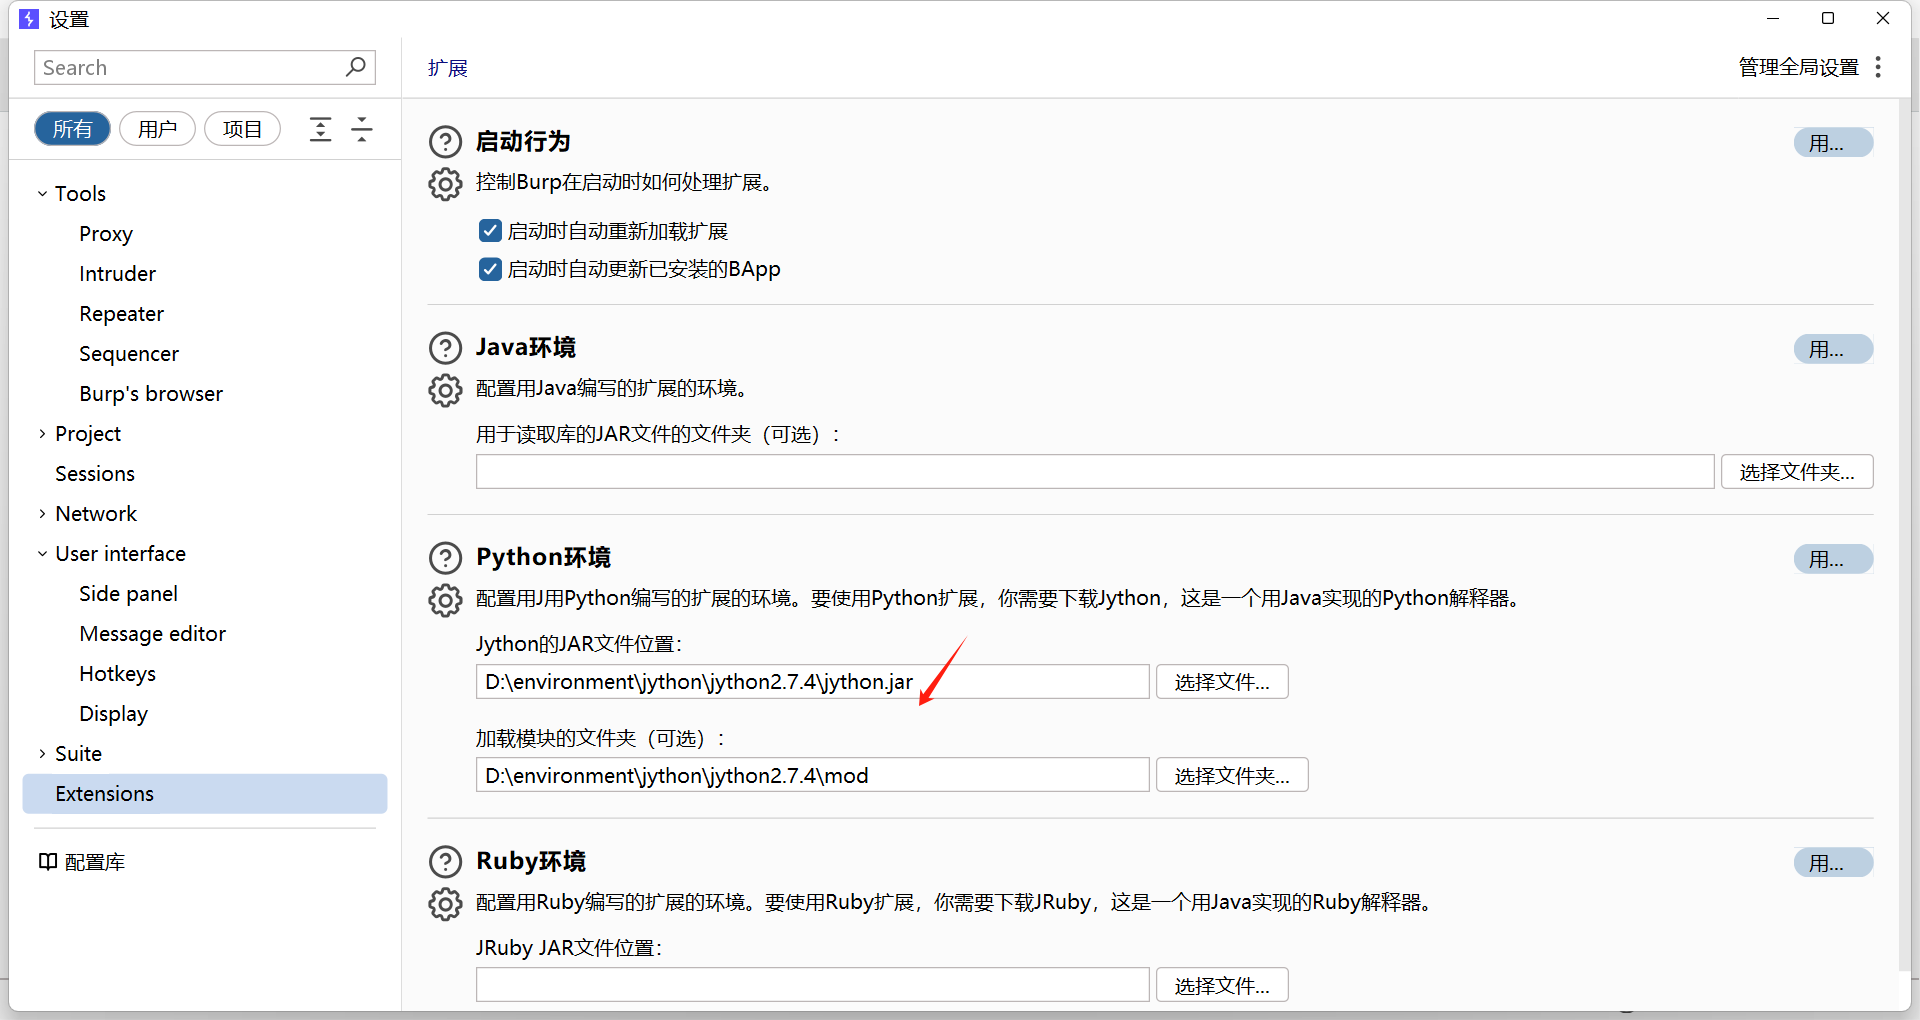 设置
Search
所有
用户
项目
Tools
Proxy
Intruder
Repeater
Sequencer
Burp's browser
Project
Sessions
Network
User interface
Side panel
Message editor
Hotkeys
Display
Suite
Extensions
配置库
扩展
管理全局设置
启动行为
用...
控制Burp在启动时如何处理扩展。
启动时自动重新加载扩展
启动时自动更新已安装的BApp
Java环境
用...
配置用Java编写的扩展的环境。
用于读取库的JAR文件的文件夹（可选）：
选择文件夹...
Python环境
用...
配置用J用Python编写的扩展的环境。要使用Python扩展，你需要下载Jython，这是一个用Java实现的Python解释器。
Jython的JAR文件位置：
D:\environment\jython\jython2.7.4\jython.jar
选择文件...
加载模块的文件夹（可选）：
D:\environment\jython\jython2.7.4\mod
选择文件夹...
Ruby环境
用...
配置用Ruby编写的扩展的环境。要使用Ruby扩展，你需要下载JRuby，这是一个用Java实现的Ruby解释器。
JRuby JAR文件位置：
选择文件...